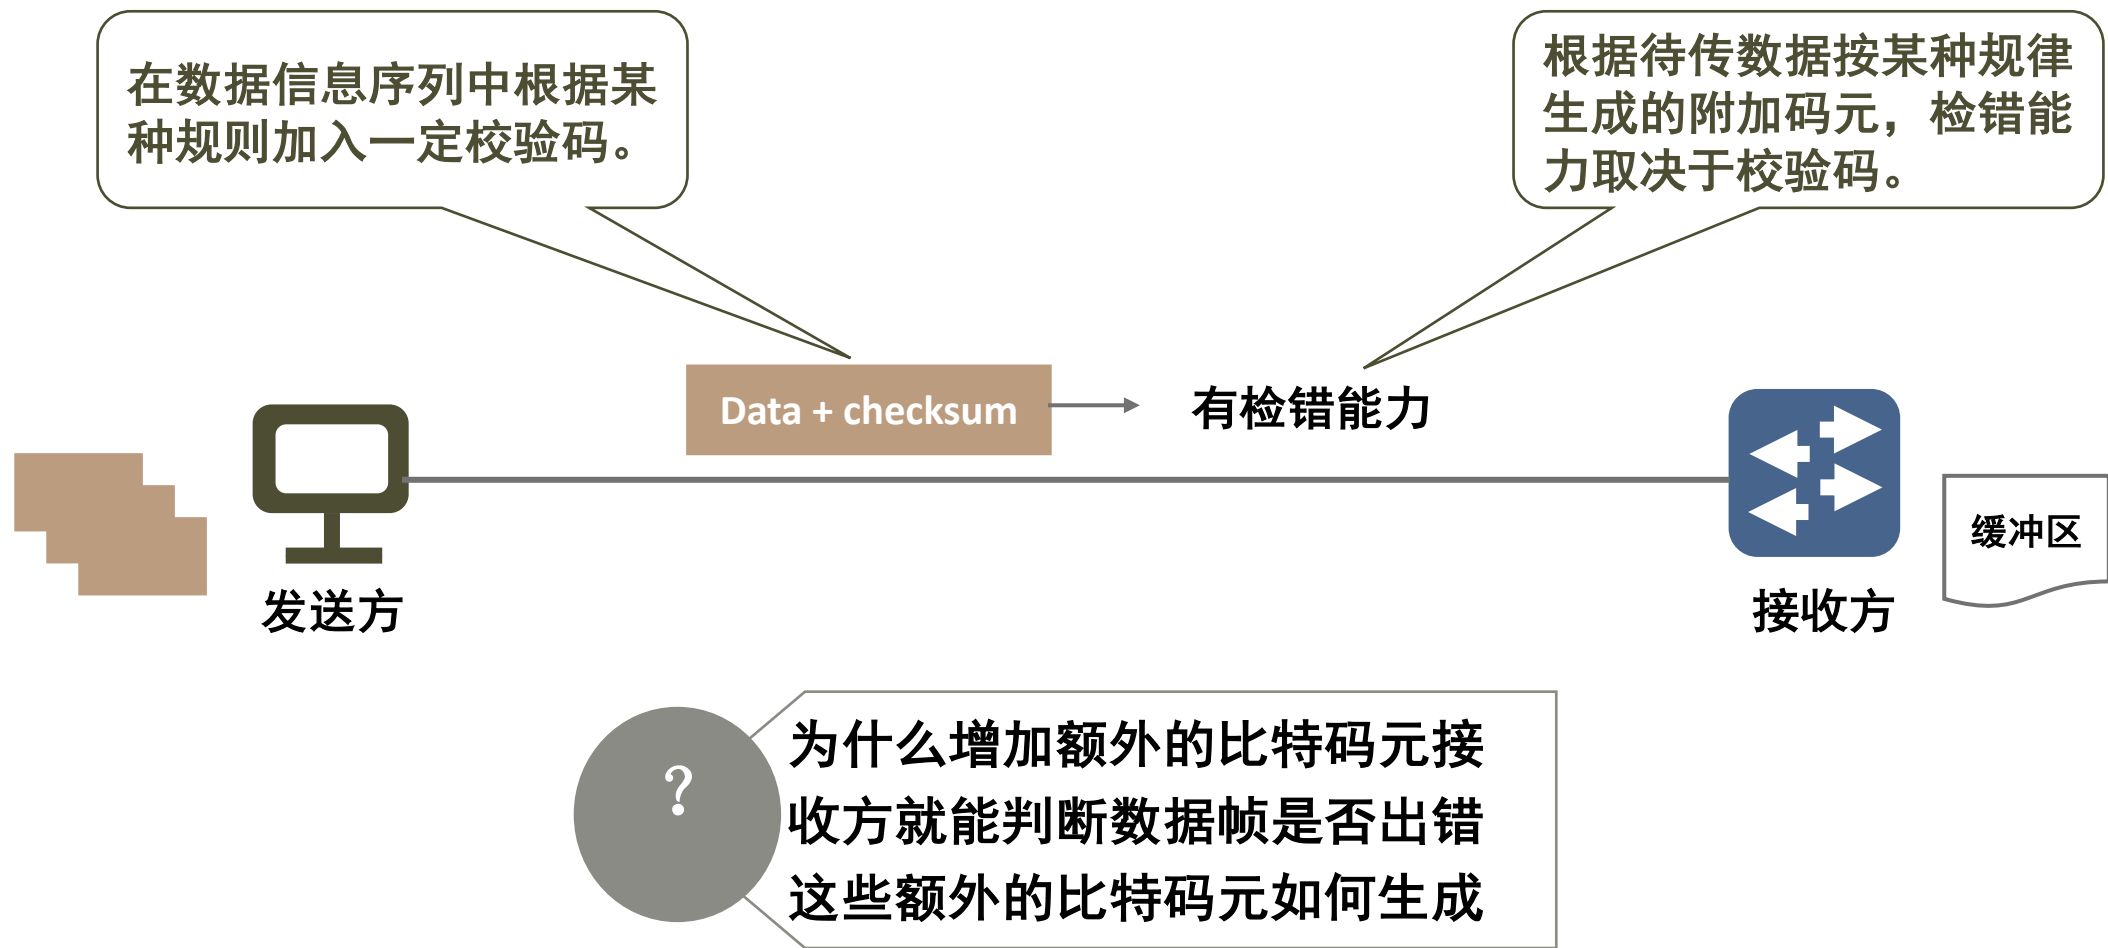 在数据信息序列中根据某
种规则加入一定校验码。
根据待传数据按某种规律
生成的附加码元，检错能
力取决于校验码。
Data + checksum
有检错能力
发送方
接收方
缓冲区
？
为什么增加额外的比特码元接
收方就能判断数据帧是否出错
这些额外的比特码元如何生成